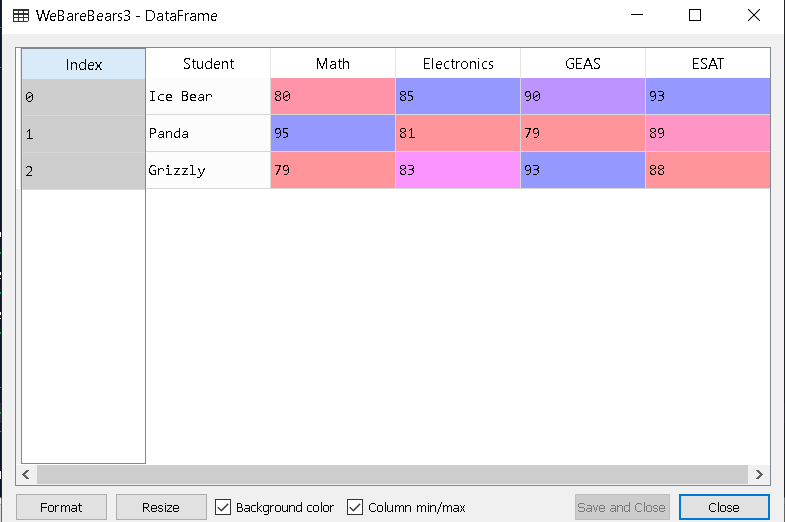 WeBareBears3 - DataFrame
Index Student Math Electronics GEAS ESAT
0 Ice Bear 80 85 90 93
1 Panda 95 81 79 89
2 Grizzly 79 83 93 88
Format Resize Background color Column min/max Save and Close Close